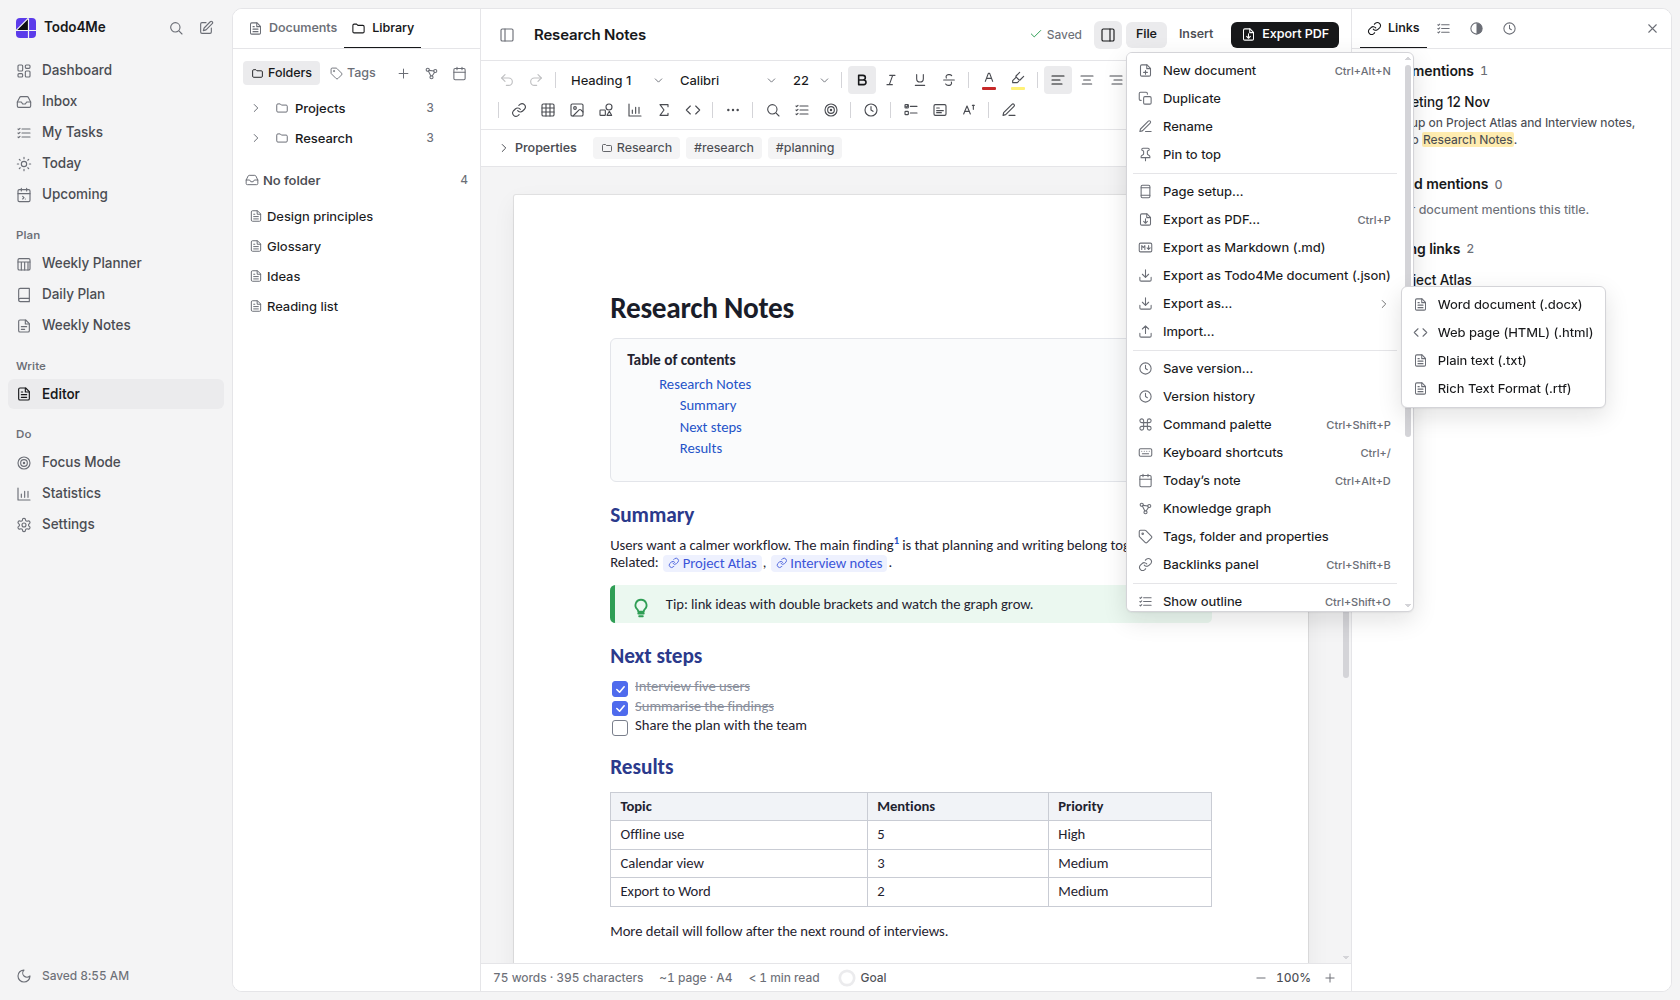 Todo4Me
Dashboard
Inbox
My Tasks
Today
Upcoming
Plan
Weekly Planner
Daily Plan
Weekly Notes
Write
Editor
Do
Focus Mode
Statistics
Settings
Saved 8:55 AM
Documents
Library
Folders
Tags
Projects 3
Research 3
No folder 4
Design principles
Glossary
Ideas
Reading list
Research Notes
Saved
File
Insert
Export PDF
Heading 1
Calibri
22
Properties
Research
#research
#planning
Research Notes
Table of contents
Research Notes
Summary
Next steps
Results
Summary
Users want a calmer workflow. The main finding1 is that planning and writing belong
Related: Project Atlas , Interview notes .
Tip: link ideas with double brackets and watch the graph grow.
Next steps
Interview five users
Summarise the findings
Share the plan with the team
Results
Topic Mentions Priority
Offline use 5 High
Calendar view 3 Medium
Export to Word 2 Medium
More detail will follow after the next round of interviews.
75 words · 395 characters
~1 page · A4
< 1 min read
Goal
100%
New document Ctrl+Alt+N
Duplicate
Rename
Pin to top
Page setup...
Export as PDF... Ctrl+P
Export as Markdown (.md)
Export as Todo4Me document (.json)
Export as...
Import...
Save version...
Version history
Command palette Ctrl+Shift+P
Keyboard shortcuts Ctrl+/
Today's note Ctrl+Alt+D
Knowledge graph
Tags, folder and properties
Backlinks panel Ctrl+Shift+B
Show outline Ctrl+Shift+O
Word document (.docx)
Web page (HTML) (.html)
Plain text (.txt)
Rich Text Format (.rtf)
Links
mentions 1
eting 12 Nov
up on Project Atlas and Interview notes,
Research Notes.
d mentions 0
document mentions this title.
g links 2
ject Atlas